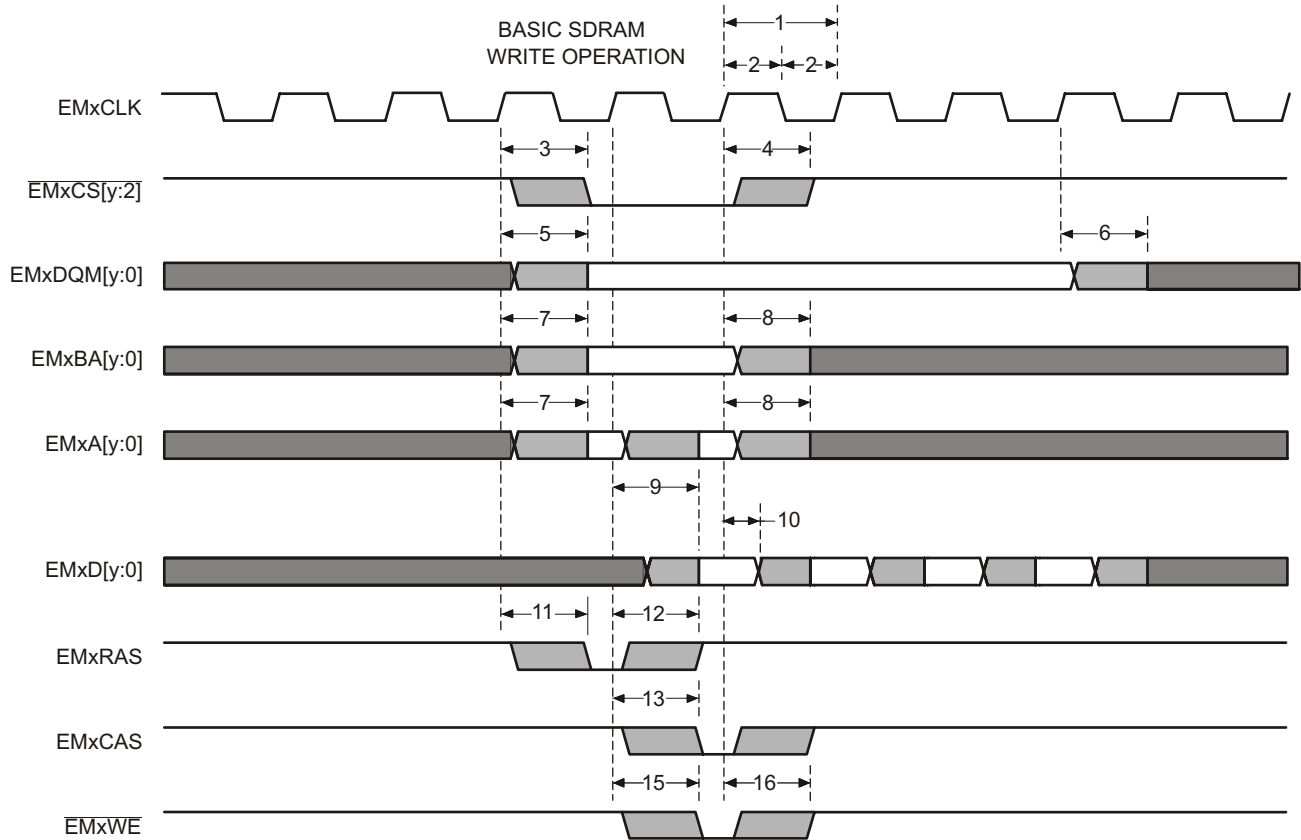 BASIC SDRAM
WRITE OPERATION
1
2 2
EMxCLK
3 4
EMxCS[y:2]
5 6
EMxDQM[y:0]
7 8
EMxBA[y:0]
7 8
EMxA[y:0]
9
10
EMxD[y:0]
11 12
EMxRAS
13
EMxCAS
15 16
EMxWE